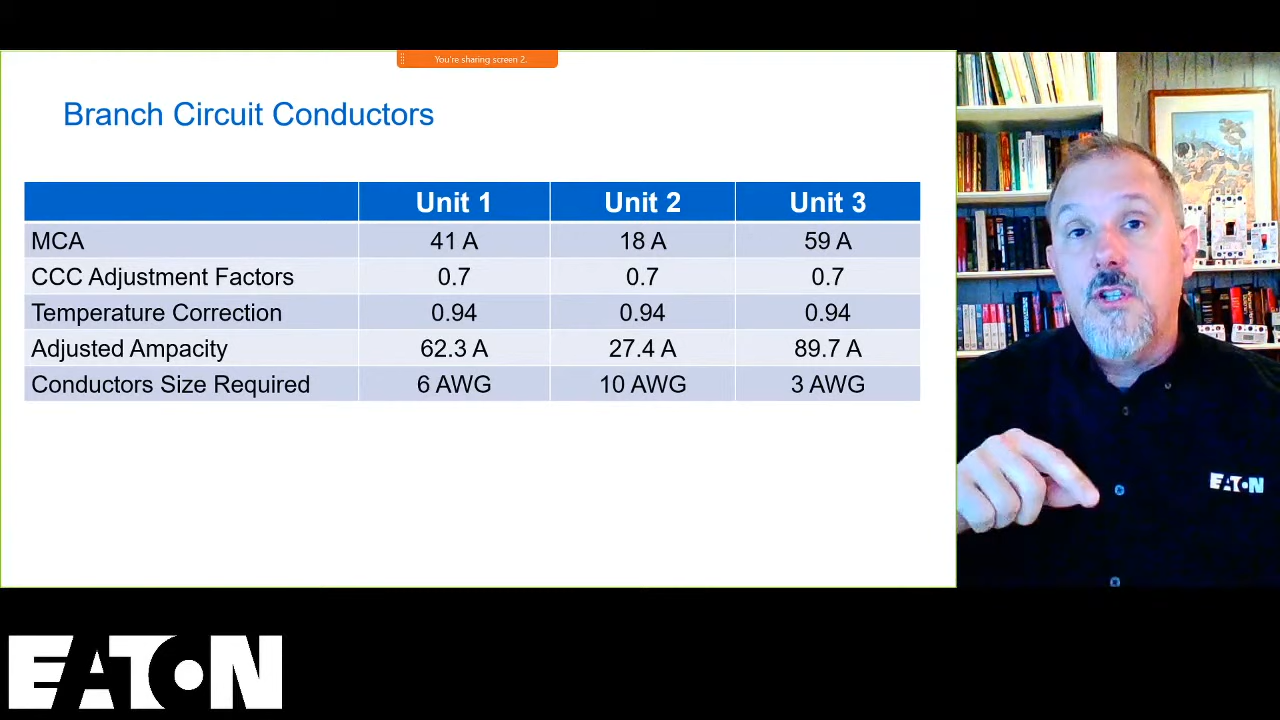 You're sharing screen 2.
Branch Circuit Conductors
Unit 1 Unit 2 Unit 3
MCA 41 A 18 A 59 A
CCC Adjustment Factors 0.7 0.7 0.7
Temperature Correction 0.94 0.94 0.94
Adjusted Ampacity 62.3 A 27.4 A 89.7 A
Conductors Size Required 6 AWG 10 AWG 3 AWG
EATON
EATON